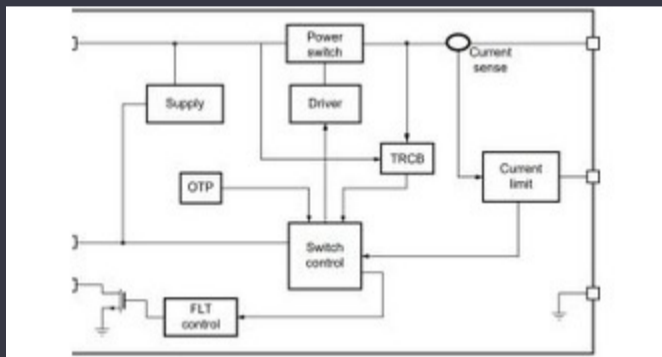 Power
switch
Current
sense
Supply
Driver
TRCB
Current
limit
OTP
Switch
control
FLT
control